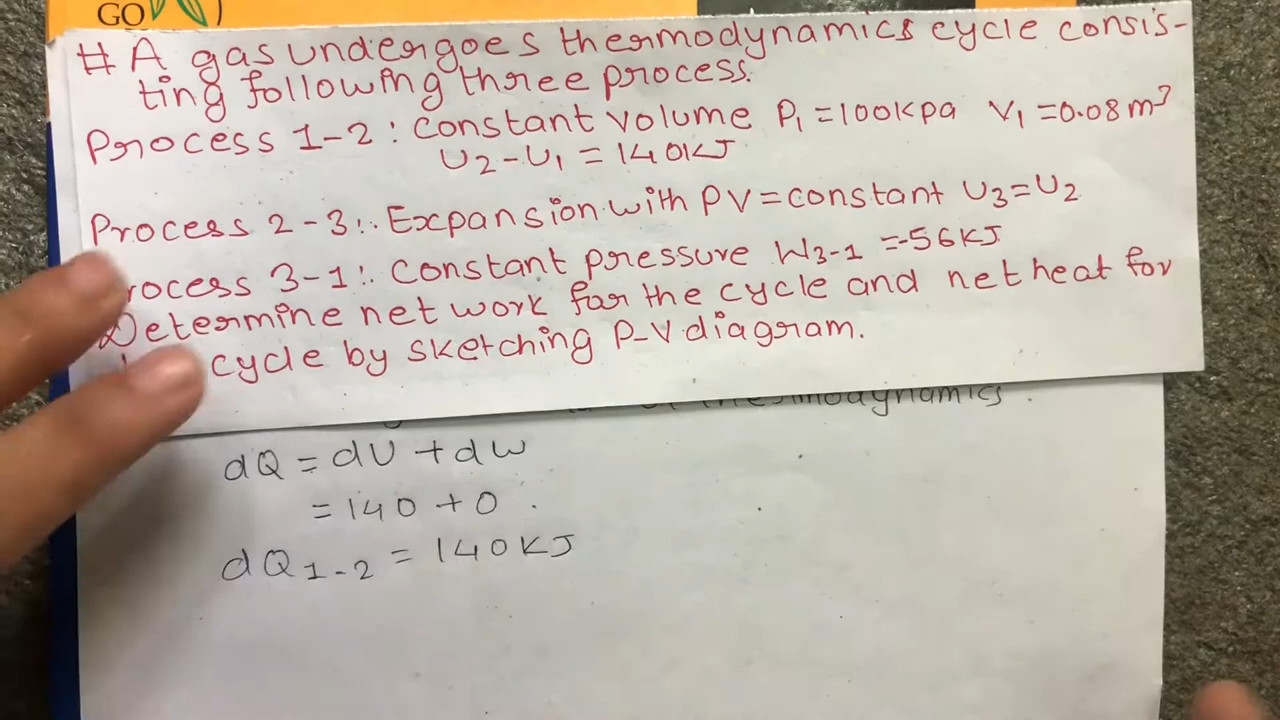 GO
# A gas undergoes thermodynamics cycle consis-
ting following three process.
Process 1-2 : constant volume P₁ =100kpa V₁ =0.08m³
U₂-U₁ = 140KJ
Process 2-3:. Expansion with PV=constant U₃=U₂
rocess 3-1:. constant pressure W₃₋₁ =-56KJ
Determine net work for the cycle and net heat for
cycle by sketching P-V diagram.
thermodynamics .
dQ = dU + dw
= 140 + 0 .
dQ₁₋₂ = 140KJ